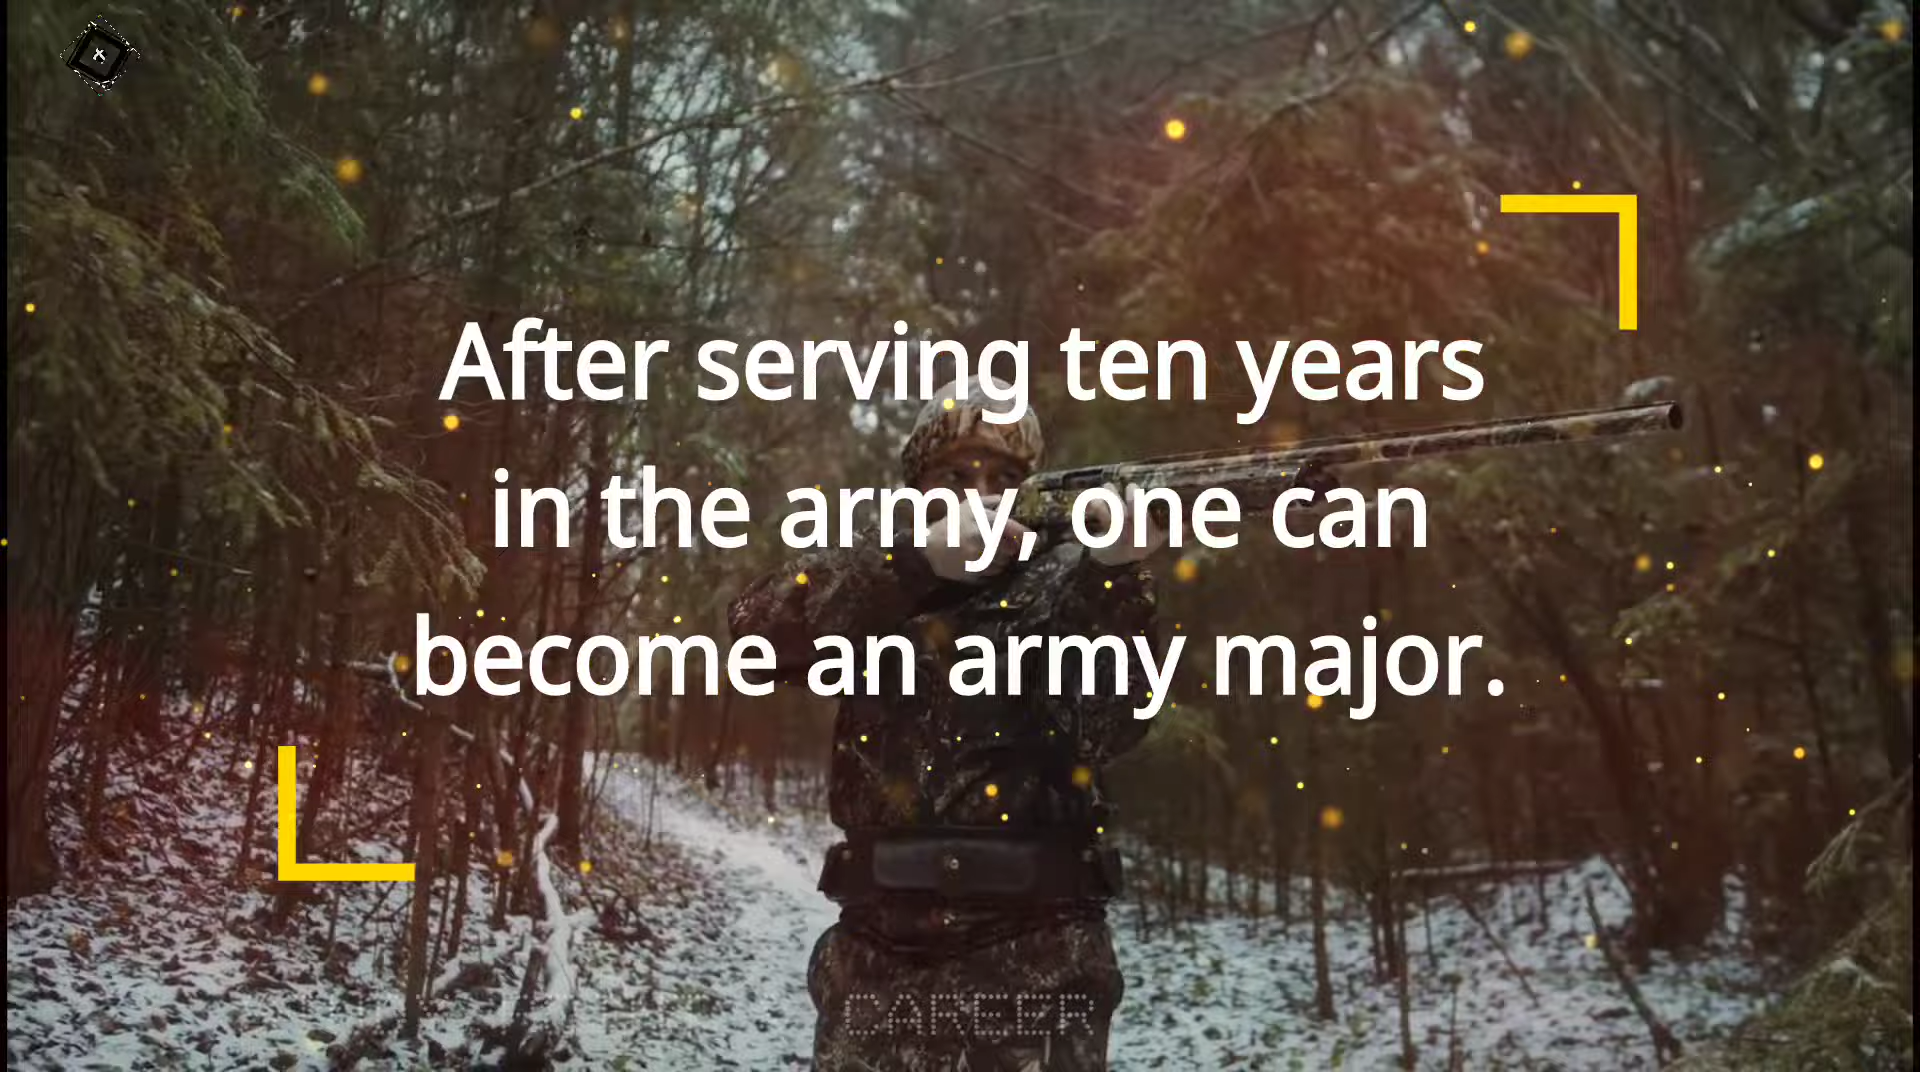 After serving ten years
in the army, one can
become an army major.
CAREER